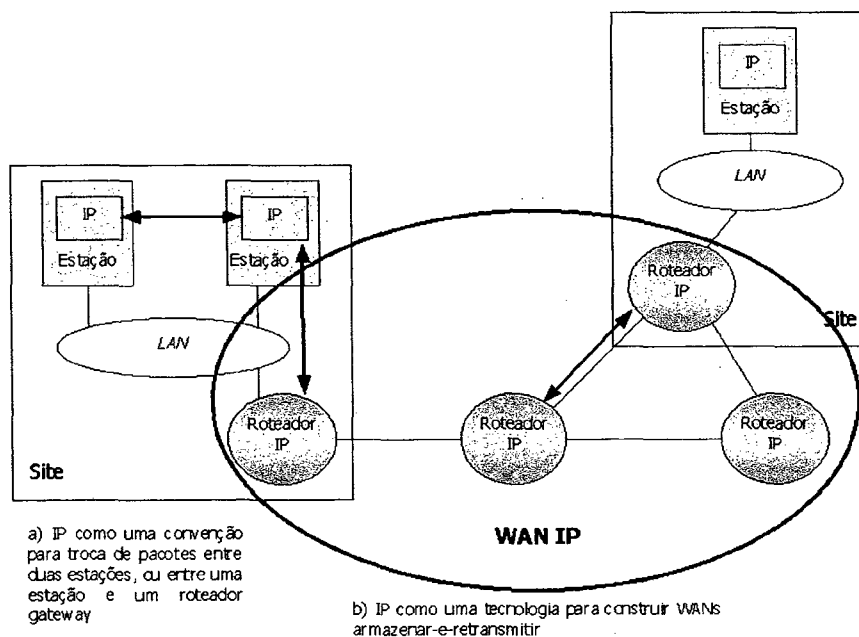 IP
Estação
LAN
IP
IP
Estação
Estação
LAN
Roteador
IP
Site
Roteador
IP
Roteador
IP
Roteador
IP
Site
WAN IP
a) IP como uma convenção
para troca de pacotes entre
duas estações, ou entre uma
estação e um roteador
gateway
b) IP como uma tecnologia para construir WANs
armazenar-e-retransmitir